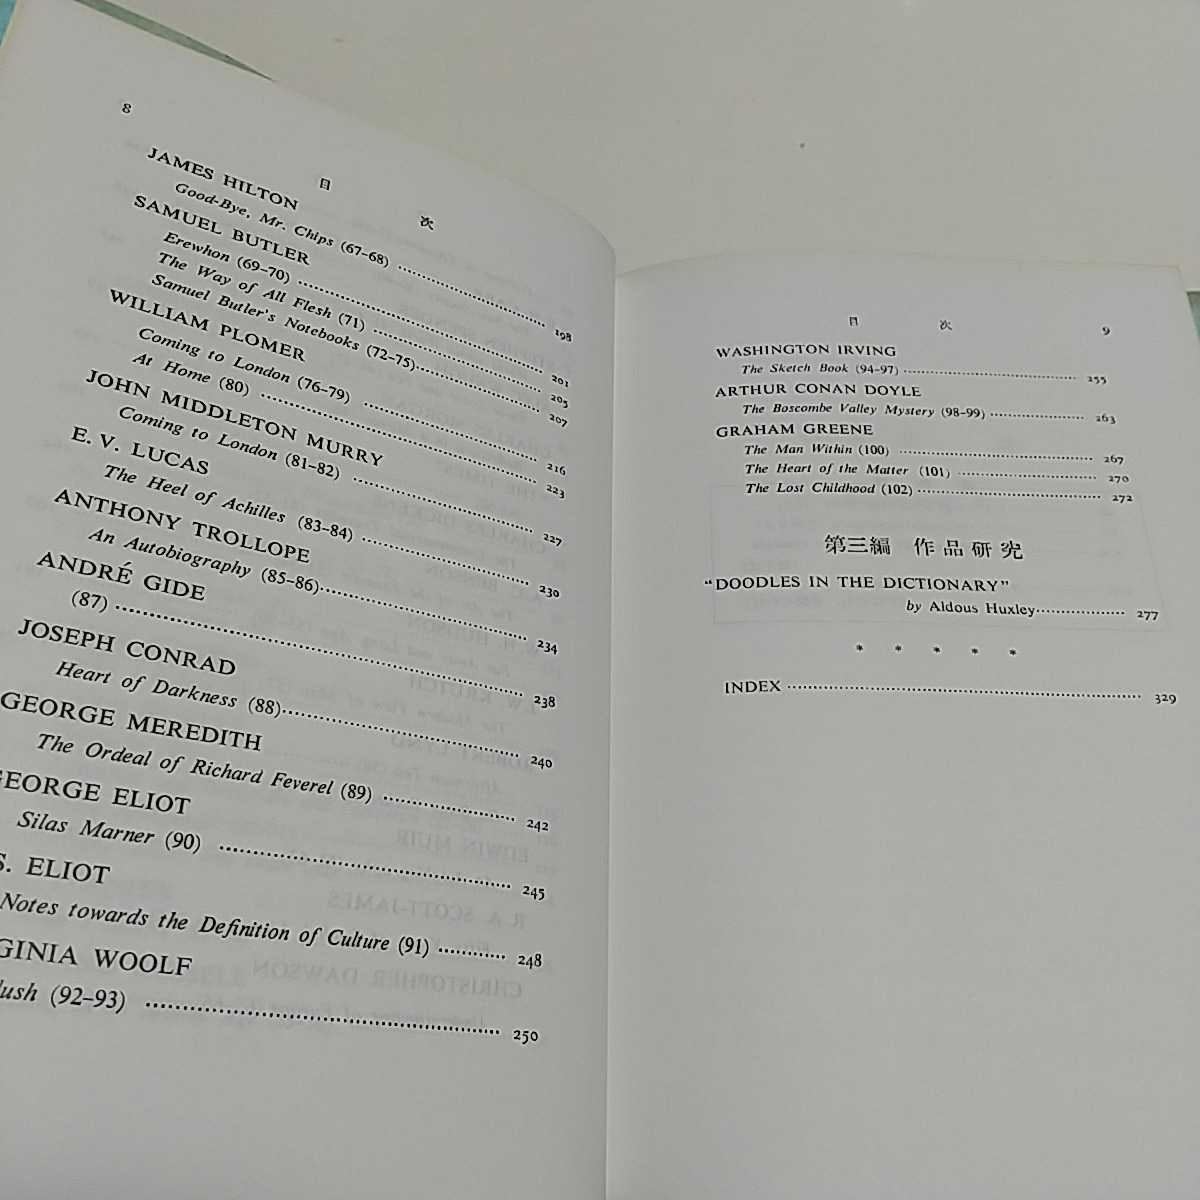 8
目 次
JAMES HILTON
Good-Bye, Mr. Chips (67–68) 198
SAMUEL BUTLER
Erewhon (69–70) 201
The Way of All Flesh (71) 205
Samuel Butler's Notebooks (72–75) 207
WILLIAM PLOMER
Coming to London (76–79) 216
At Home (80) 223
JOHN MIDDLETON MURRY
Coming to London (81–82) 227
E. V. LUCAS
The Heel of Achilles (83–84) 230
ANTHONY TROLLOPE
An Autobiography (85–86) 234
ANDRÉ GIDE
(87) 238
JOSEPH CONRAD
Heart of Darkness (88) 240
GEORGE MEREDITH
The Ordeal of Richard Feverel (89) 242
GEORGE ELIOT
Silas Marner (90) 245
S. ELIOT
Notes towards the Definition of Culture (91) 248
GINIA WOOLF
lush (92–93) 250
目 次
9
WASHINGTON IRVING
The Sketch Book (94–97) 255
ARTHUR CONAN DOYLE
The Boscombe Valley Mystery (98–99) 263
GRAHAM GREENE
The Man Within (100) 267
The Heart of the Matter (101) 270
The Lost Childhood (102) 272
第三編 作品研究
“DOODLES IN THE DICTIONARY”
by Aldous Huxley 277
* * * * *
INDEX 329